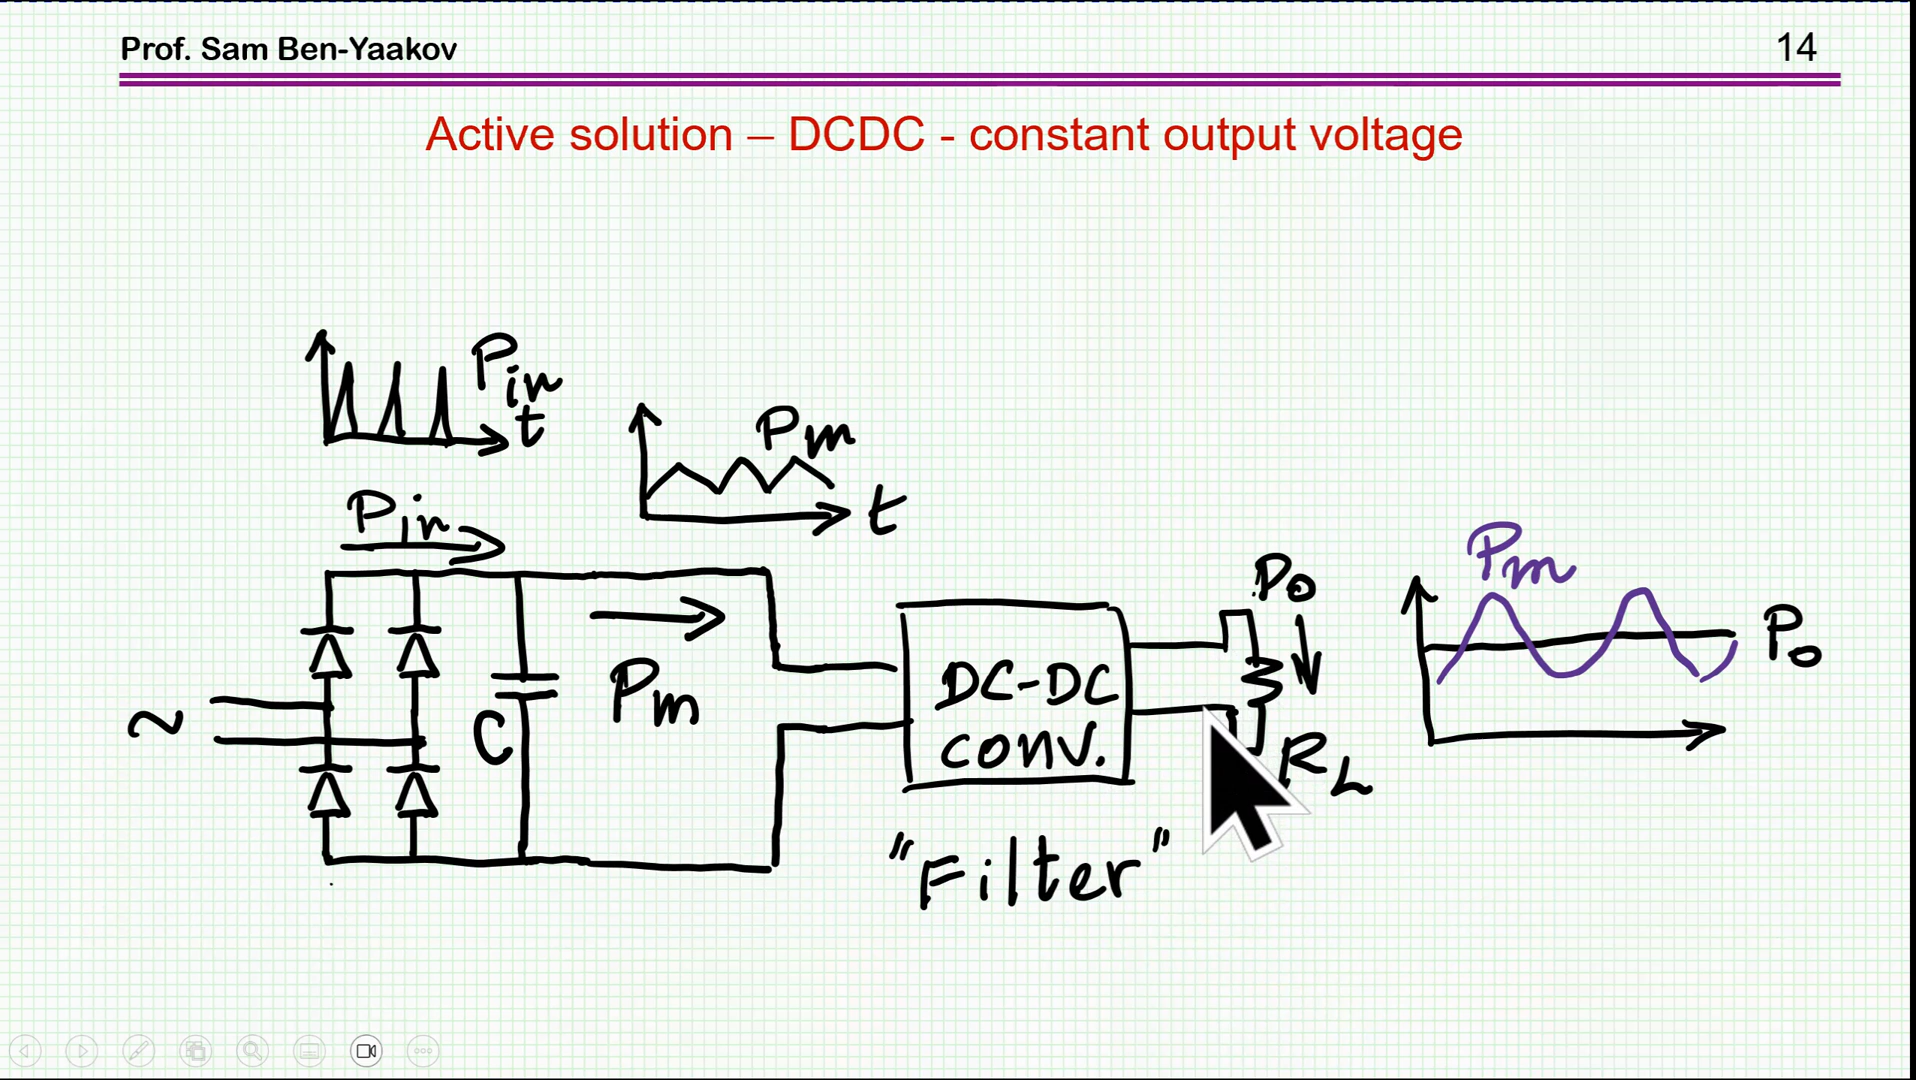 Prof. Sam Ben-Yaakov
14
Active solution – DCDC - constant output voltage
Pin
t
Pm
t
Pin
Pm
C
~
DC-DC
CONV.
"Filter"
Po
RL
Pm
Po